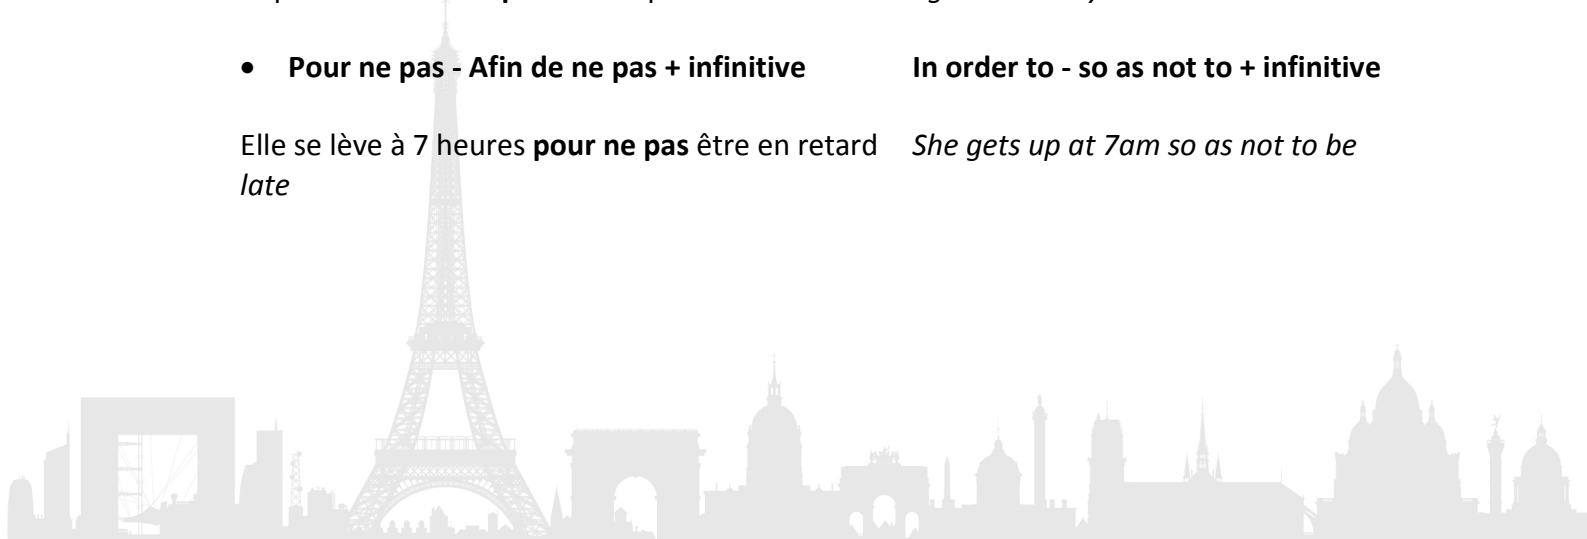 • Pour ne pas - Afin de ne pas + infinitive In order to - so as not to + infinitive
Elle se lève à 7 heures pour ne pas être en retard She gets up at 7am so as not to be
late